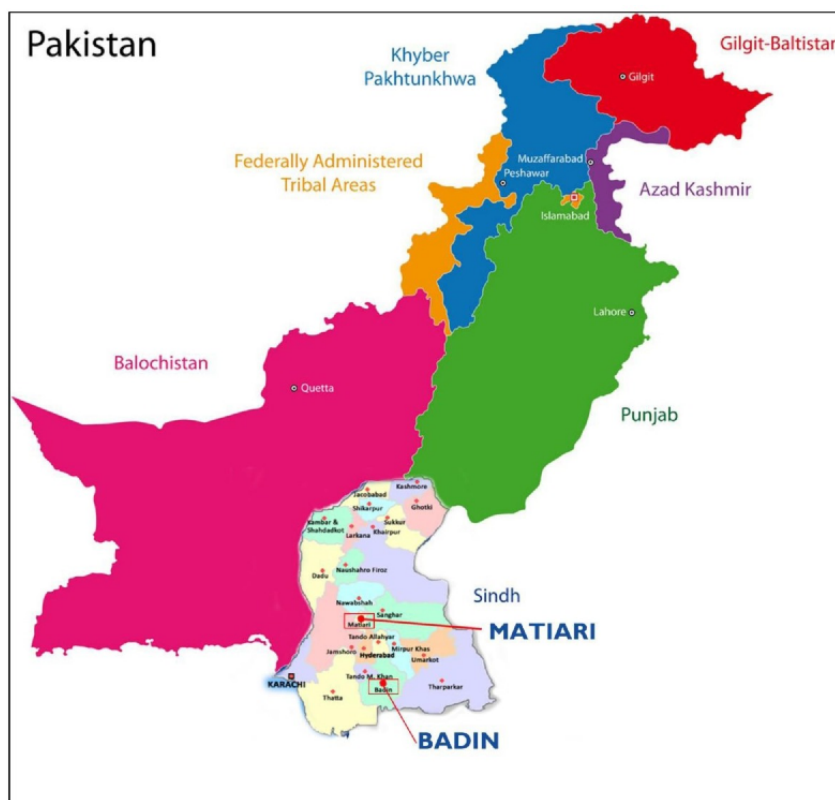 Pakistan
Khyber
Pakhtunkhwa
Gilgit-Baltistan
Gilgit
Federally Administered
Tribal Areas
Muzaffarabad
Peshawar
Azad Kashmir
Islamabad
Lahore
Balochistan
Quetta
Punjab
Kashmore
Jacobabad
Shikarpur
Ghotki
Kambar &
Shahdadkot
Sukkur
Larkana
Khairpur
Naushahro Firoz
Dadu
Sindh
Nawabshah
Sanghar
Matiari
MATIARI
Tando Allahyar
Mirpur Khas
Jamshoro
Hyderabad
Umarkot
Tando M. Khan
KARACHI
Badin
Tharparkar
Thatta
BADIN